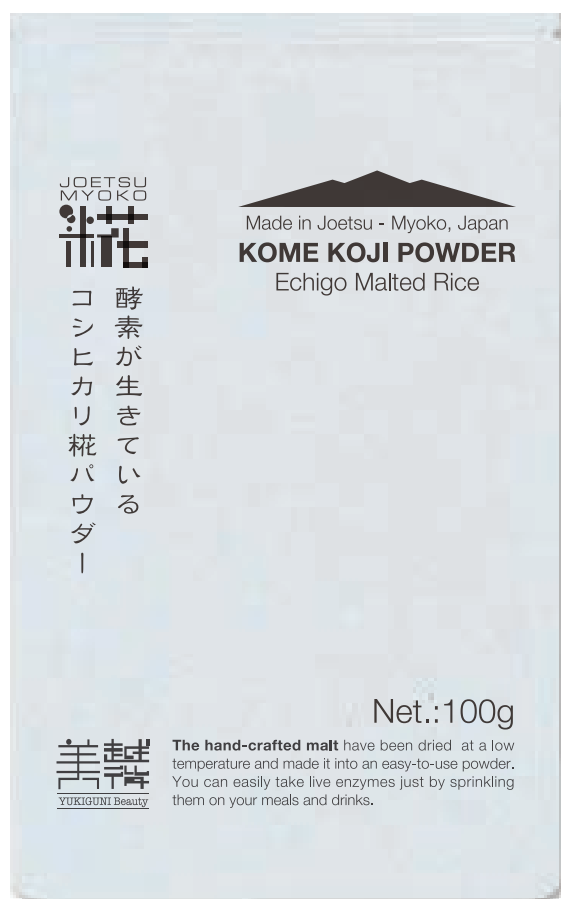 JOETSU
MYOKO
糀
酵素が生きている
コシヒカリ糀パウダー
Made in Joetsu - Myoko, Japan
KOME KOJI POWDER
Echigo Malted Rice
Net.:100g
美
YUKIGUNI Beauty
The hand-crafted malt have been dried at a low
temperature and made it into an easy-to-use powder.
You can easily take live enzymes just by sprinkling
them on your meals and drinks.